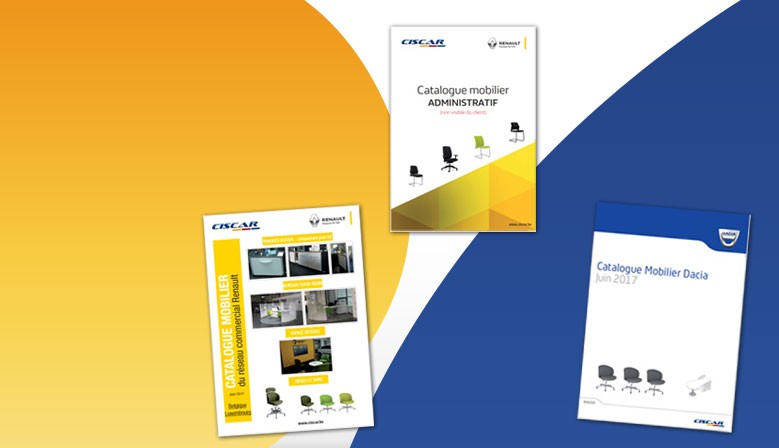 CISCAR
RENAULT
Catalogue mobilier
ADMINISTRATIF
(non visible du client)
www.ciscar.be
CISCAR
RENAULT
CATALOGUE MOBILIER
du réseau commercial Renault
Juin 2017
Belgique
Luxembourg
www.ciscar.be
DACIA
Catalogue Mobilier Dacia
Juin 2017
CISCAR